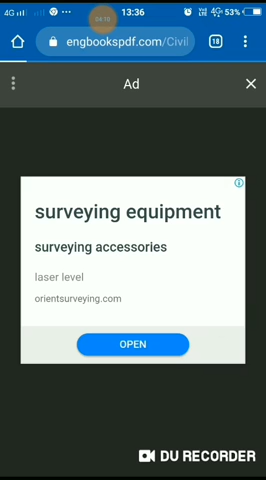 4G 13:36 VoLTE 4G 53%
engbookspdf.com/Civil 18
Ad
surveying equipment
surveying accessories
laser level
orientsurveying.com
OPEN
DU RECORDER